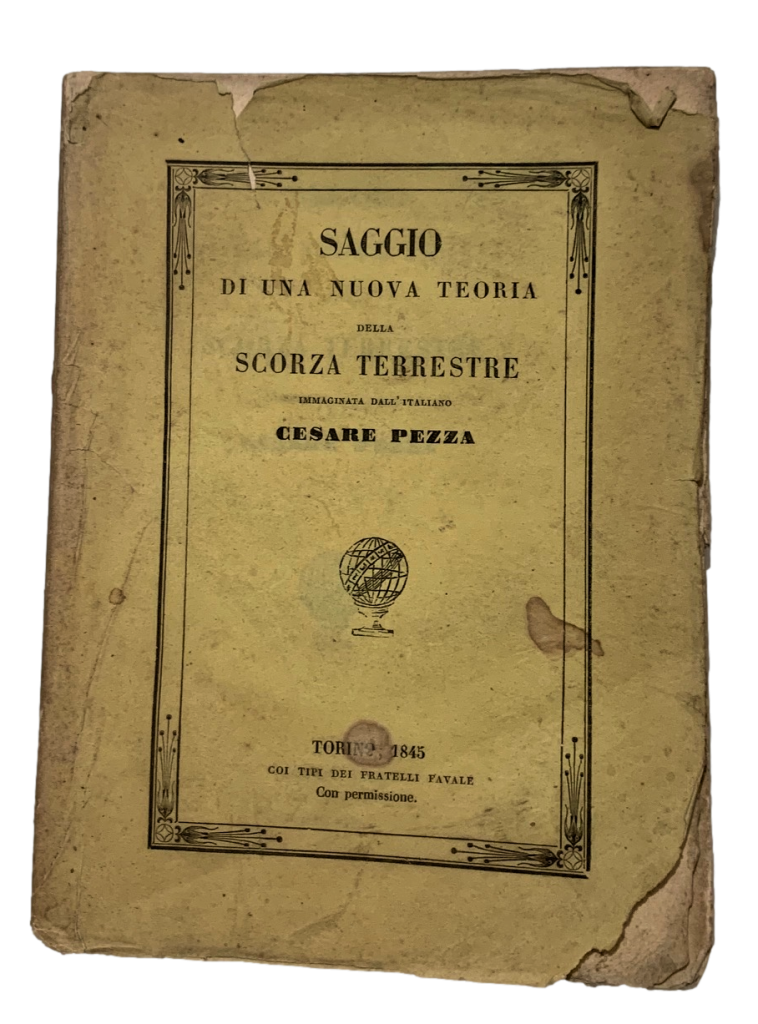 SAGGIO
DI UNA NUOVA TEORIA
DELLA
SCORZA TERRESTRE
IMMAGINATA DALL' ITALIANO
CESARE PEZZA
TORINO, 1845
COI TIPI DEI FRATELLI FAVALE
Con permissione.